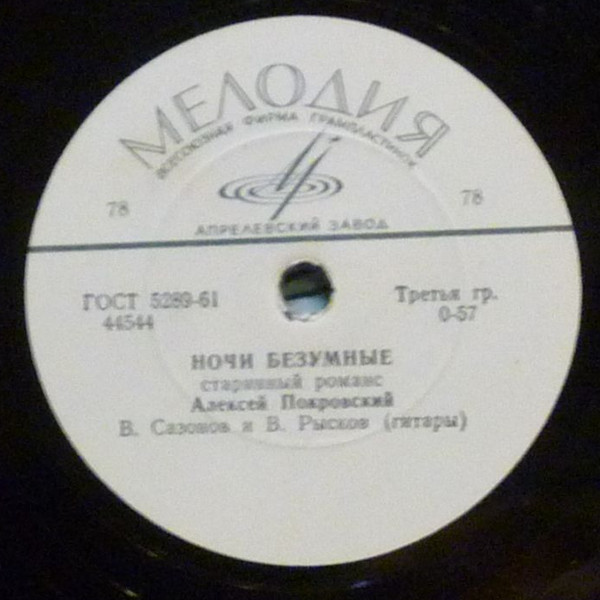 МЕЛОДИЯ
ВСЕСОЮЗНАЯ ФИРМА ГРАМПЛАСТИНОК
78 78
АПРЕЛЕВСКИЙ ЗАВОД
ГОСТ 5289-61 Третья гр.
44544 0-57
НОЧИ БЕЗУМНЫЕ
старинный романс
Алексей Покровский
В. Сазонов и В. Рысков (гитары)